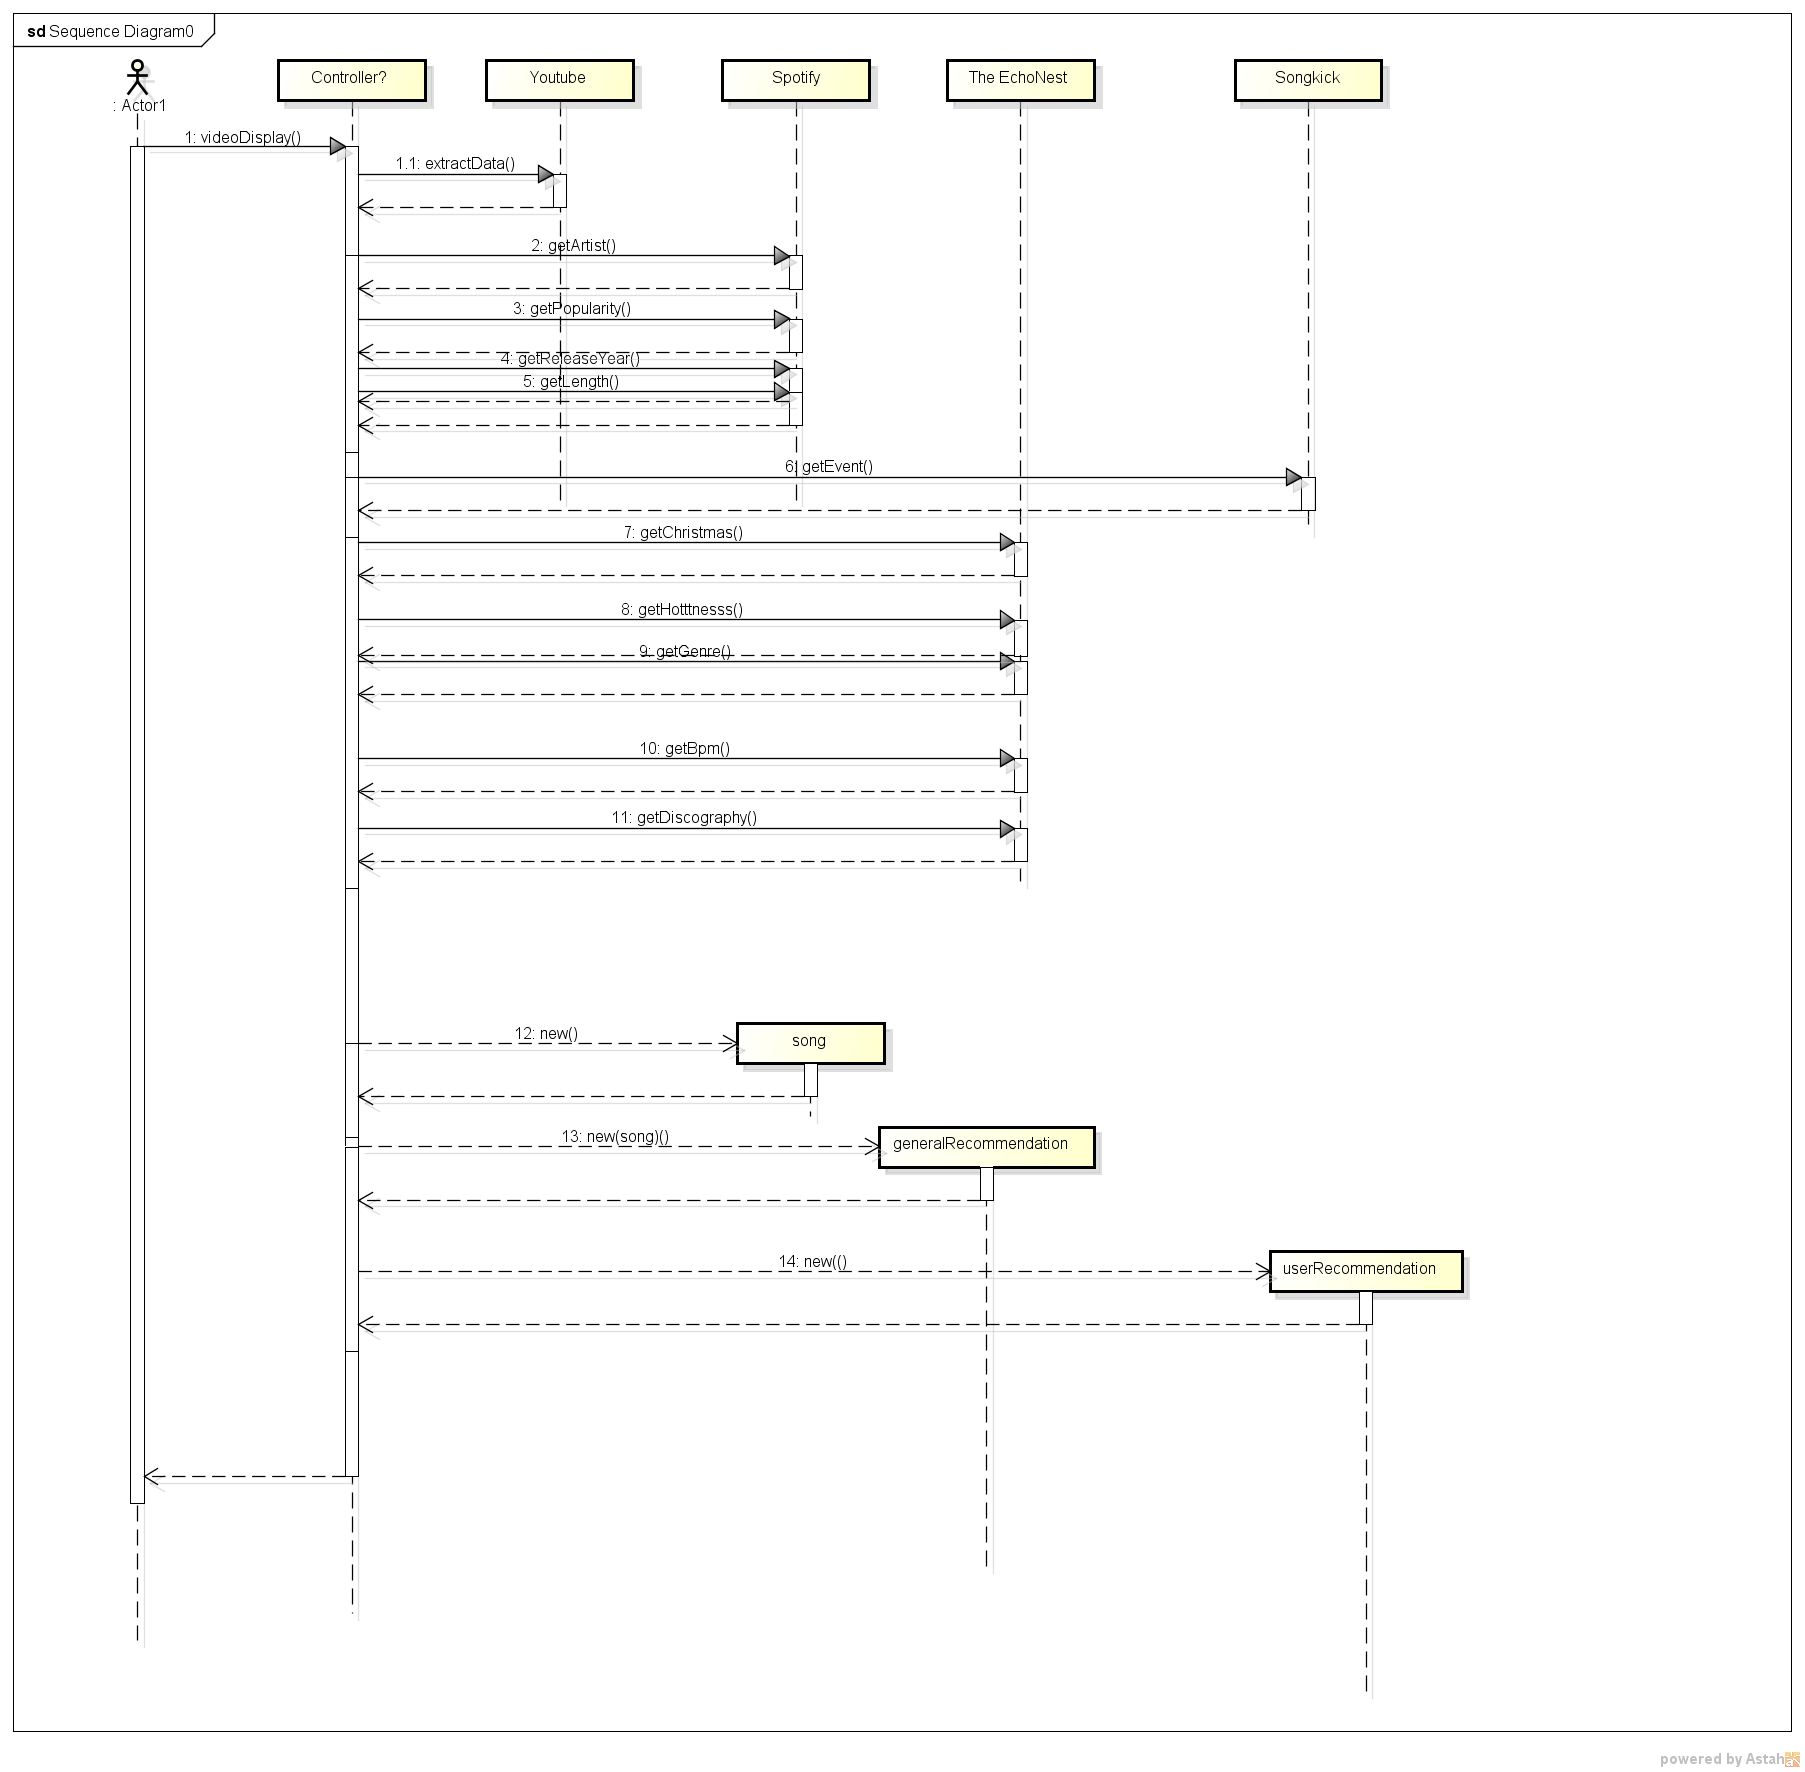 sd Sequence Diagram0
: Actor1
Controller?
Youtube
Spotify
The EchoNest
Songkick
1: videoDisplay()
1.1: extractData()
2: getArtist()
3: getPopularity()
4: getReleaseYear()
5: getLength()
6: getEvent()
7: getChristmas()
8: getHotttnesss()
9: getGenre()
10: getBpm()
11: getDiscography()
12: new()
song
13: new(song)()
generalRecommendation
14: new(()
userRecommendation
powered by Astah